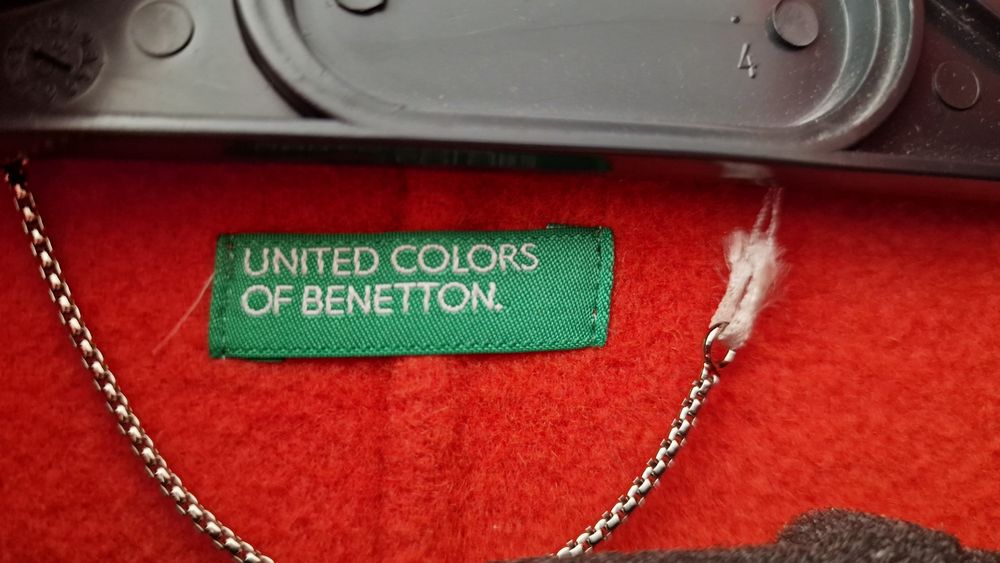 4
UNITED COLORS
OF BENETTON.